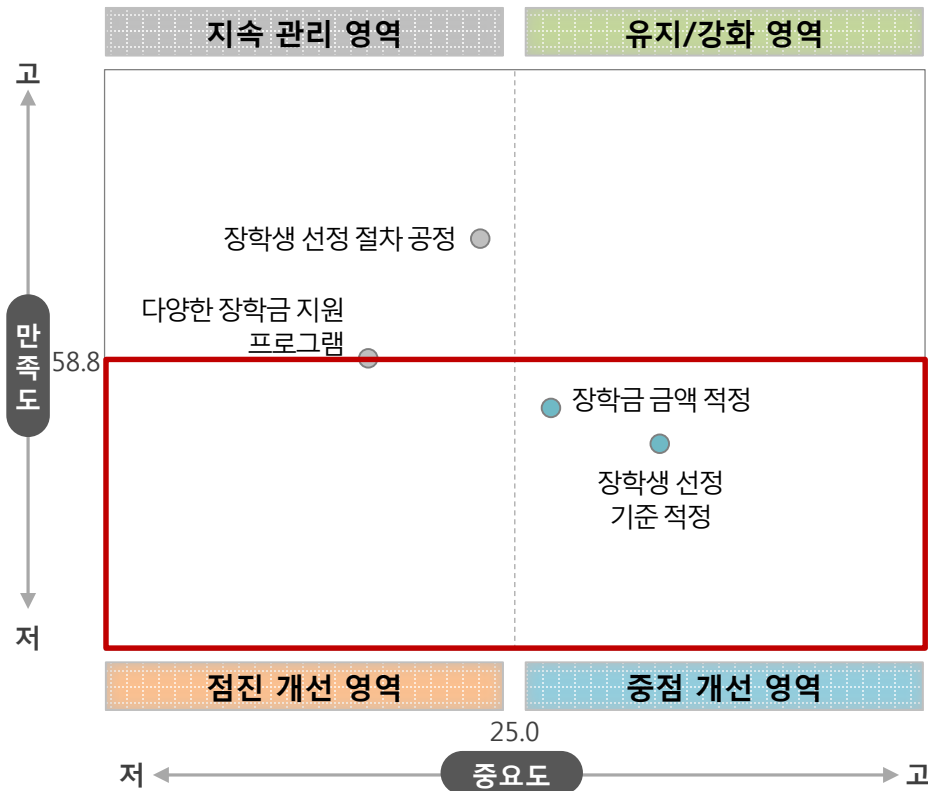 지속 관리 영역
유지/강화 영역
고
장학생 선정 절차 공정
다양한 장학금 지원
프로그램
만족도
58.8
장학금 금액 적정
장학생 선정
기준 적정
저
점진 개선 영역
중점 개선 영역
25.0
저
중요도
고